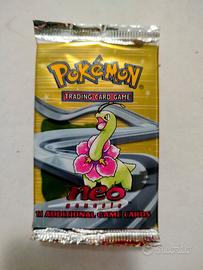 POKéMON
TRADING CARD GAME
neo
genesis
11 ADDITIONAL GAME CARDS